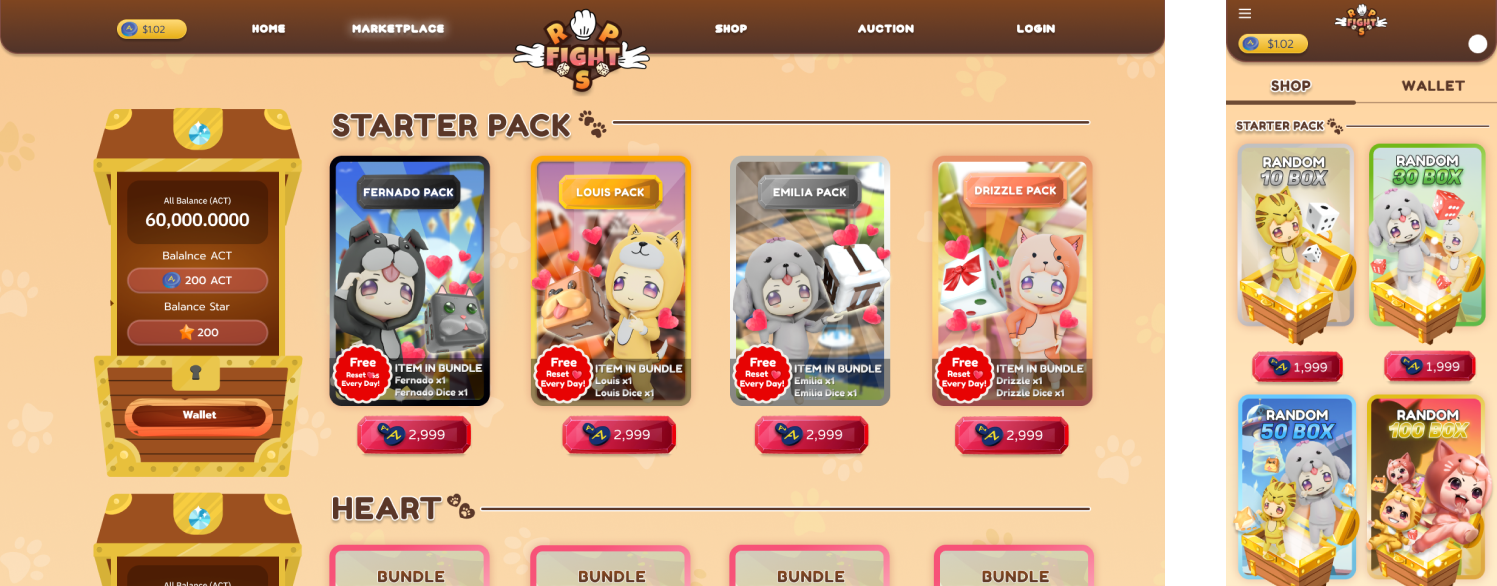 $1.02
HOME
MARKETPLACE
ROPS
FIGHT
SHOP
AUCTION
LOGIN
All Balance (ACT)
60,000.0000
Balalnce ACT
200 ACT
Balance Star
200
Wallet
STARTER PACK
FERNADO PACK
Free
Reset
Every Day!
ITEM IN BUNDLE
Fernado x1
Fernado Dice x1
2,999
LOUIS PACK
Free
Reset
Every Day!
ITEM IN BUNDLE
Louis x1
Louis Dice x1
2,999
EMILIA PACK
Free
Reset
Every Day!
ITEM IN BUNDLE
Emilia x1
Emilia Dice x1
2,999
DRIZZLE PACK
Free
Reset
Every Day!
ITEM IN BUNDLE
Drizzle x1
Drizzle Dice x1
2,999
HEART
BUNDLE
BUNDLE
BUNDLE
BUNDLE
All Balance (ACT)
ROPS
FIGHT
$1.02
SHOP
WALLET
STARTER PACK
RANDOM
10 BOX
1,999
RANDOM
30 BOX
1,999
RANDOM
50 BOX
RANDOM
100 BOX